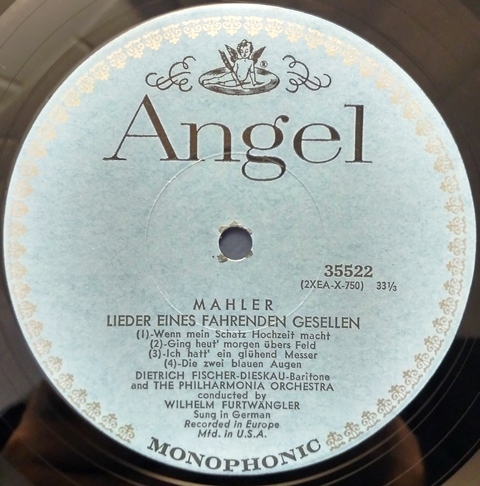 Angel
35522
(2XEA-X-750) 33⅓
MAHLER
LIEDER EINES FAHRENDEN GESELLEN
(1)-Wenn mein Schatz Hochzeit macht
(2)-Ging heut' morgen übers Feld
(3)-Ich hatt' ein glühend Messer
(4)-Die zwei blauen Augen
DIETRICH FISCHER-DIESKAU-Baritone
and THE PHILHARMONIA ORCHESTRA
conducted by
WILHELM FURTWÄNGLER
Sung in German
Recorded in Europe
Mfd. in U.S.A.
MONOPHONIC